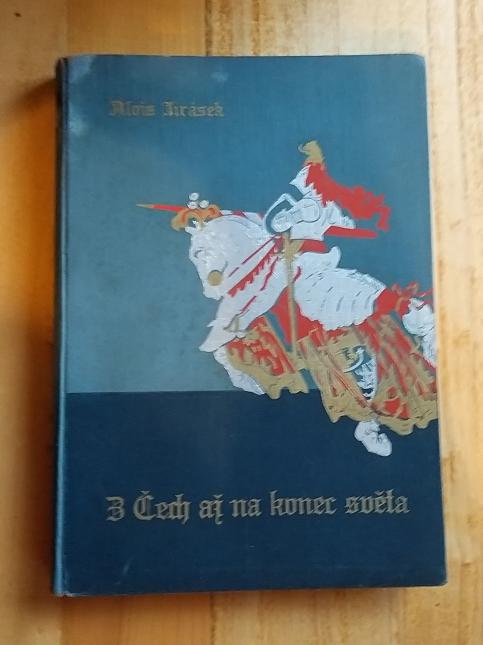 Alois Jirásek
Z Čech až na konec světa